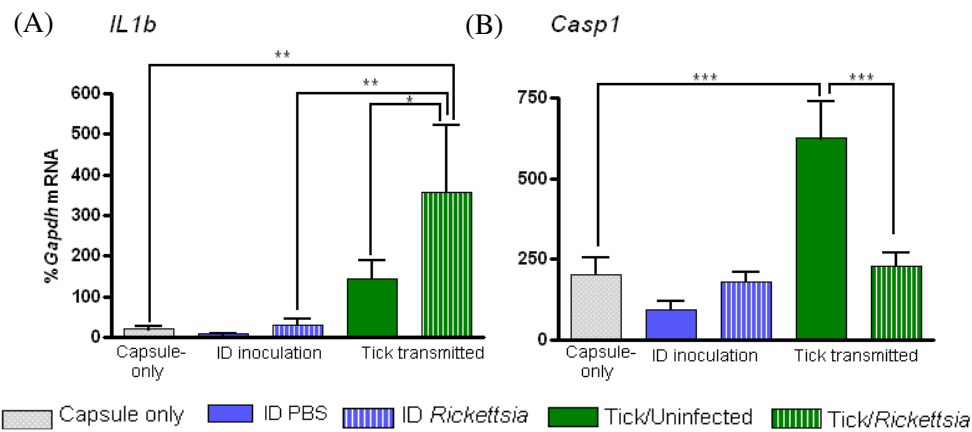 (A) IL1b
**
**
*
600
500
400
300
200
100
0
%Gapdh mRNA
Capsule-only
ID inoculation
Tick transmitted
(B) Casp1
***
***
750
500
250
0
Capsule-only
ID inoculation
Tick transmitted
Capsule only
ID PBS
ID Rickettsia
Tick/Uninfected
Tick/Rickettsia